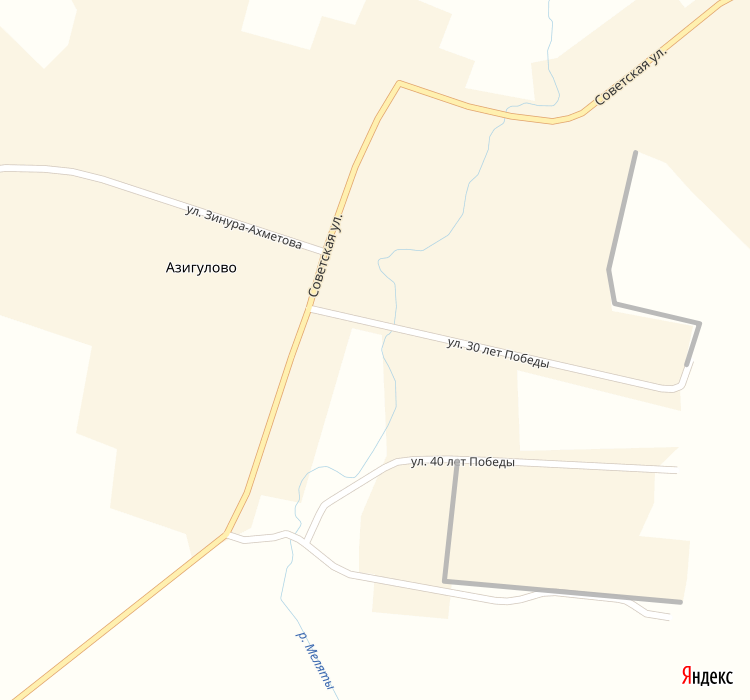 Советская ул.
ул. Зинура-Ахметова
Советская ул.
Азигулово
ул. 30 лет Победы
ул. 40 лет Победы
р. Меляты
Яндекс